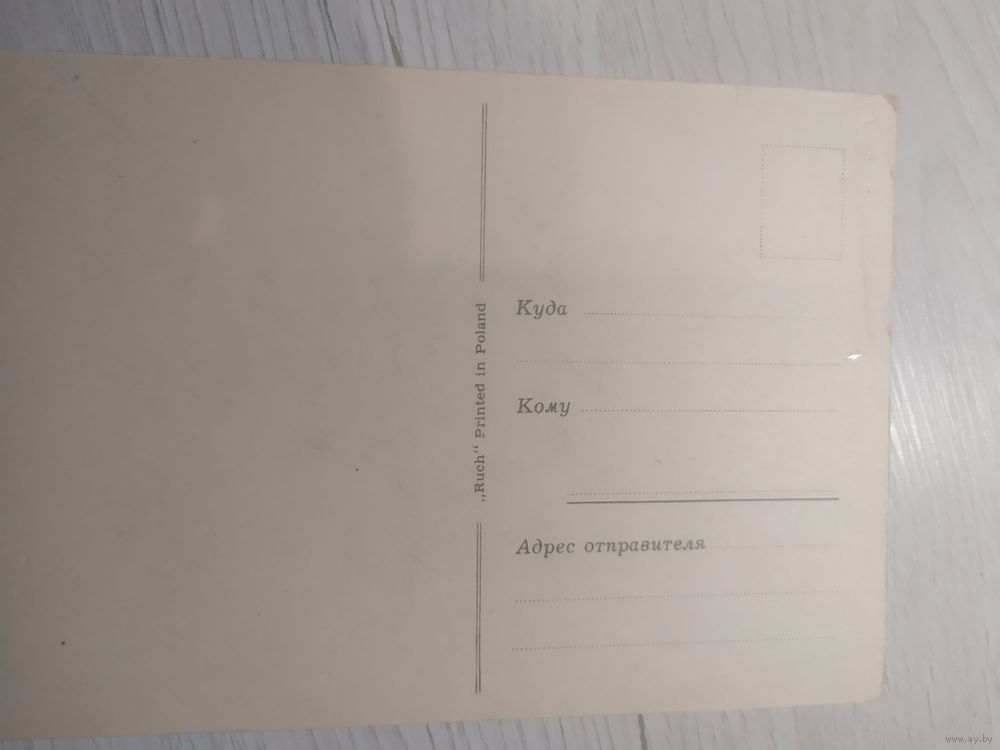 „Ruch“ Printed in Poland
Куда
Кому
Адрес отправителя
www.ay.by